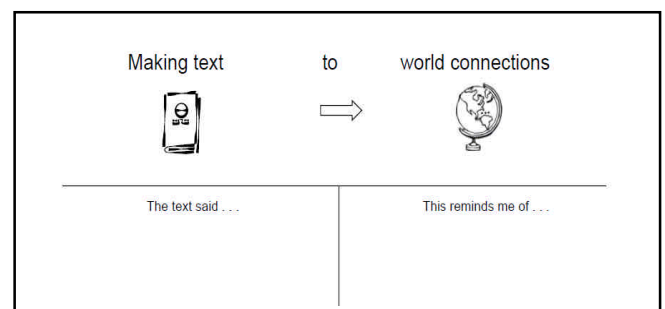 Making text to world connections
The text said . . .
This reminds me of . . .